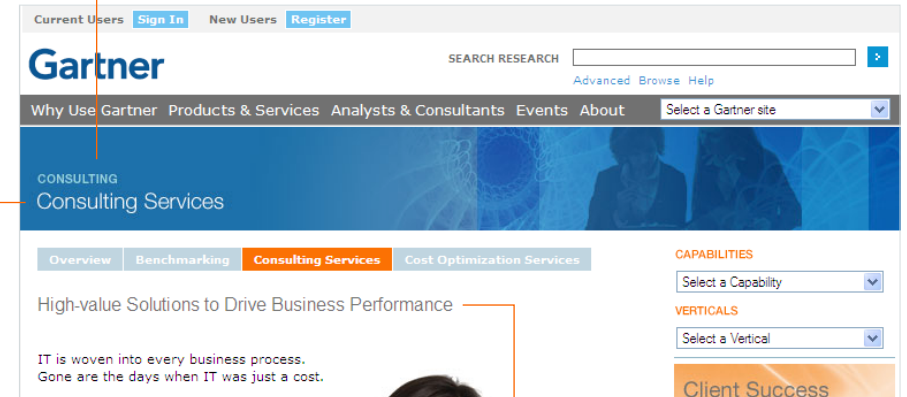 Current Users Sign In New Users Register
Gartner
SEARCH RESEARCH
Advanced Browse Help
Why Use Gartner Products & Services Analysts & Consultants Events About Select a Gartner site
CONSULTING
Consulting Services
Overview Benchmarking Consulting Services Cost Optimization Services
CAPABILITIES
Select a Capability
High-value Solutions to Drive Business Performance
VERTICALS
Select a Vertical
IT is woven into every business process.
Gone are the days when IT was just a cost.
Client Success